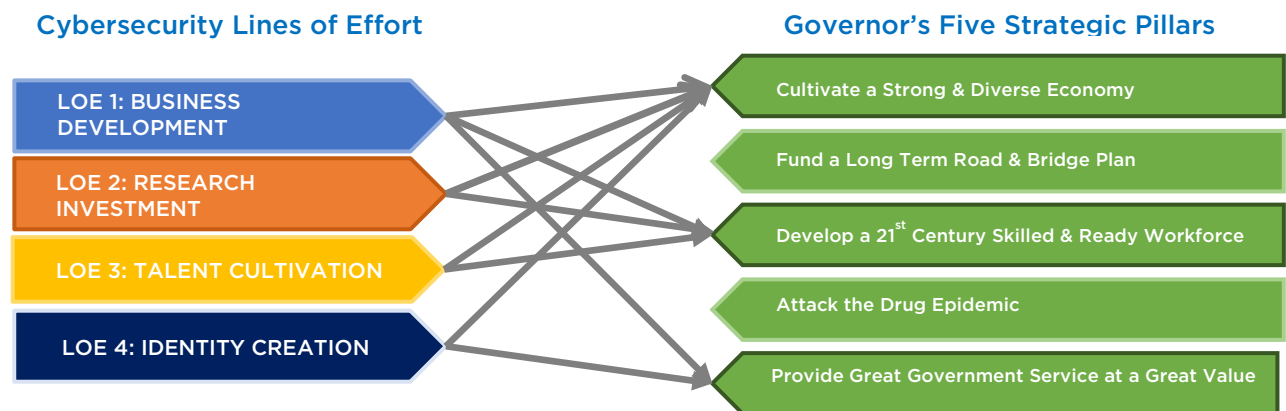 Cybersecurity Lines of Effort
Governor's Five Strategic Pillars
LOE 1: BUSINESS
DEVELOPMENT
LOE 2: RESEARCH
INVESTMENT
LOE 3: TALENT CULTIVATION
LOE 4: IDENTITY CREATION
Cultivate a Strong & Diverse Economy
Fund a Long Term Road & Bridge Plan
Develop a 21st Century Skilled & Ready Workforce
Attack the Drug Epidemic
Provide Great Government Service at a Great Value